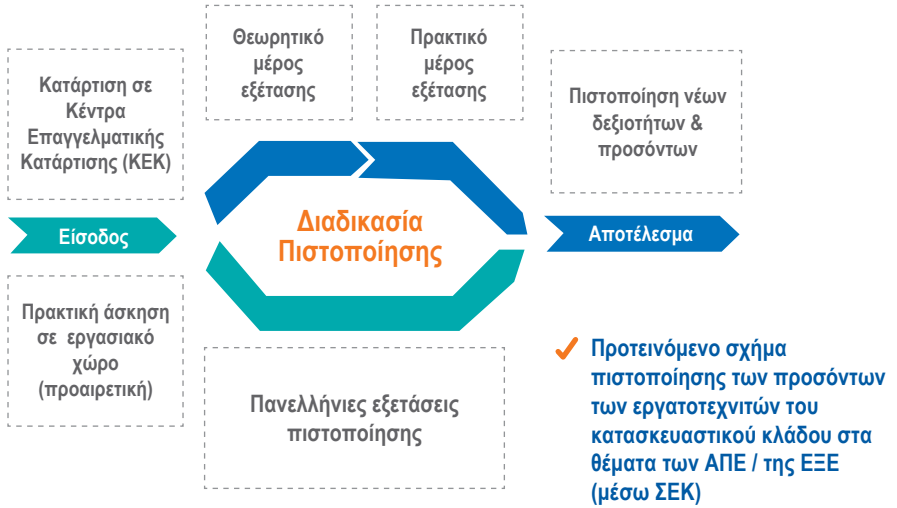 Κατάρτιση σε
Κέντρα
Επαγγελματικής
Κατάρτισης (ΚΕΚ)
Είσοδος
Πρακτική άσκηση
σε εργασιακό
χώρο
(προαιρετική)
Θεωρητικό
μέρος
εξέτασης
Πρακτικό
μέρος
εξέτασης
Διαδικασία
Πιστοποίησης
Πανελλήνιες εξετάσεις
πιστοποίησης
Πιστοποίηση νέων
δεξιοτήτων &
προσόντων
Αποτέλεσμα
Προτεινόμενο σχήμα
πιστοποίησης των προσόντων
των εργατοτεχνιτών του
κατασκευαστικού κλάδου στα
θέματα των ΑΠΕ / της ΕΞΕ
(μέσω ΣΕΚ)